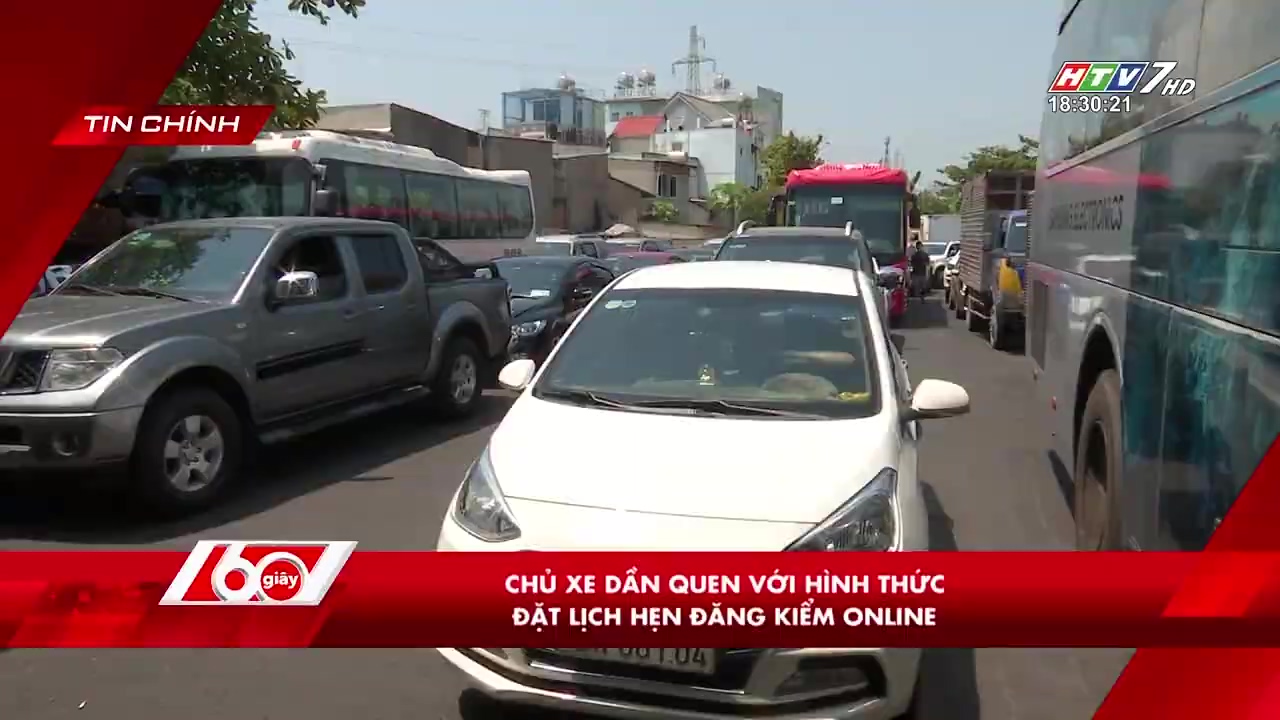 HTV7 HD
18:30:21
TIN CHÍNH
ELECTRONICS
60 giây
CHỦ XE DẦN QUEN VỚI HÌNH THỨC
ĐẶT LỊCH HẸN ĐĂNG KIỂM ONLINE